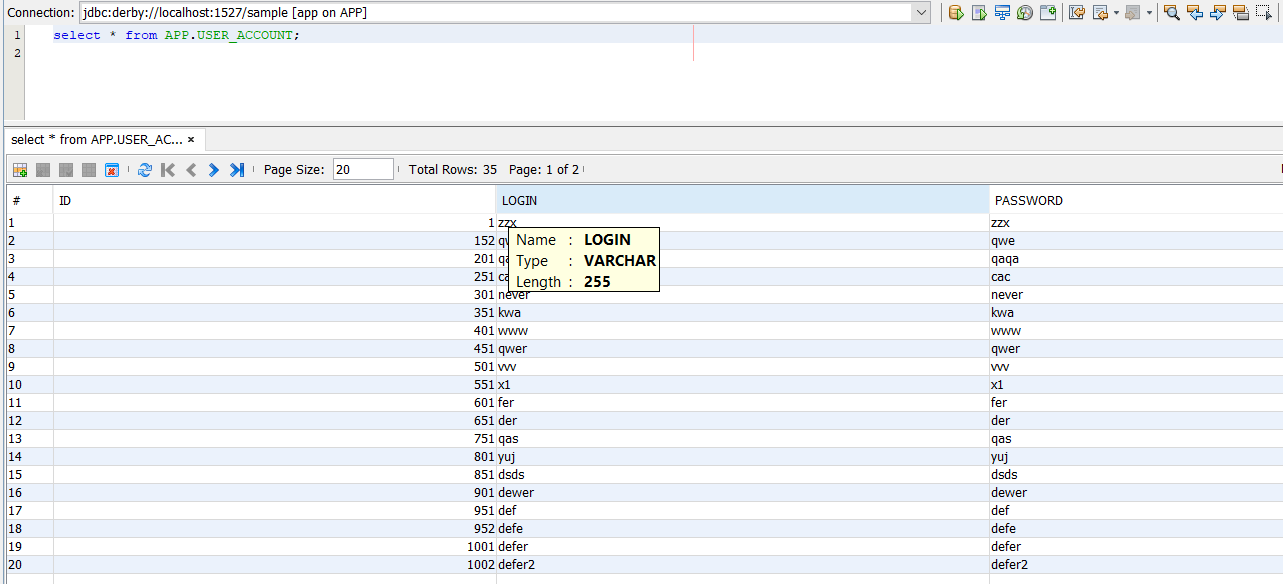 Connection: jdbc:derby://localhost:1527/sample [app on APP]
1 select * from APP.USER_ACCOUNT;
2
select * from APP.USER_AC... ×
Page Size: 20 Total Rows: 35 Page: 1 of 2
# ID LOGIN PASSWORD
1 1 zzx zzx
2 152 qwe
Name : LOGIN
3 201 qaqa
Type : VARCHAR
4 251 cac
Length : 255
5 301 never never
6 351 kwa kwa
7 401 www www
8 451 qwer qwer
9 501 vvv vvv
10 551 x1 x1
11 601 fer fer
12 651 der der
13 751 qas qas
14 801 yuj yuj
15 851 dsds dsds
16 901 dewer dewer
17 951 def def
18 952 defe defe
19 1001 defer defer
20 1002 defer2 defer2